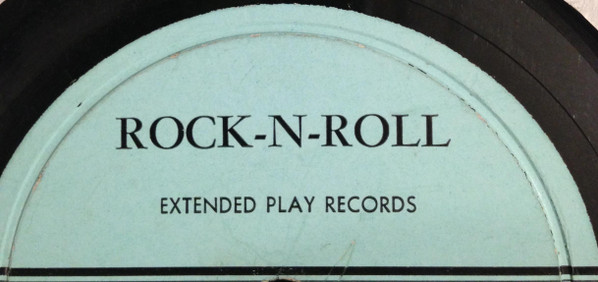 ROCK-N-ROLL
EXTENDED PLAY RECORDS